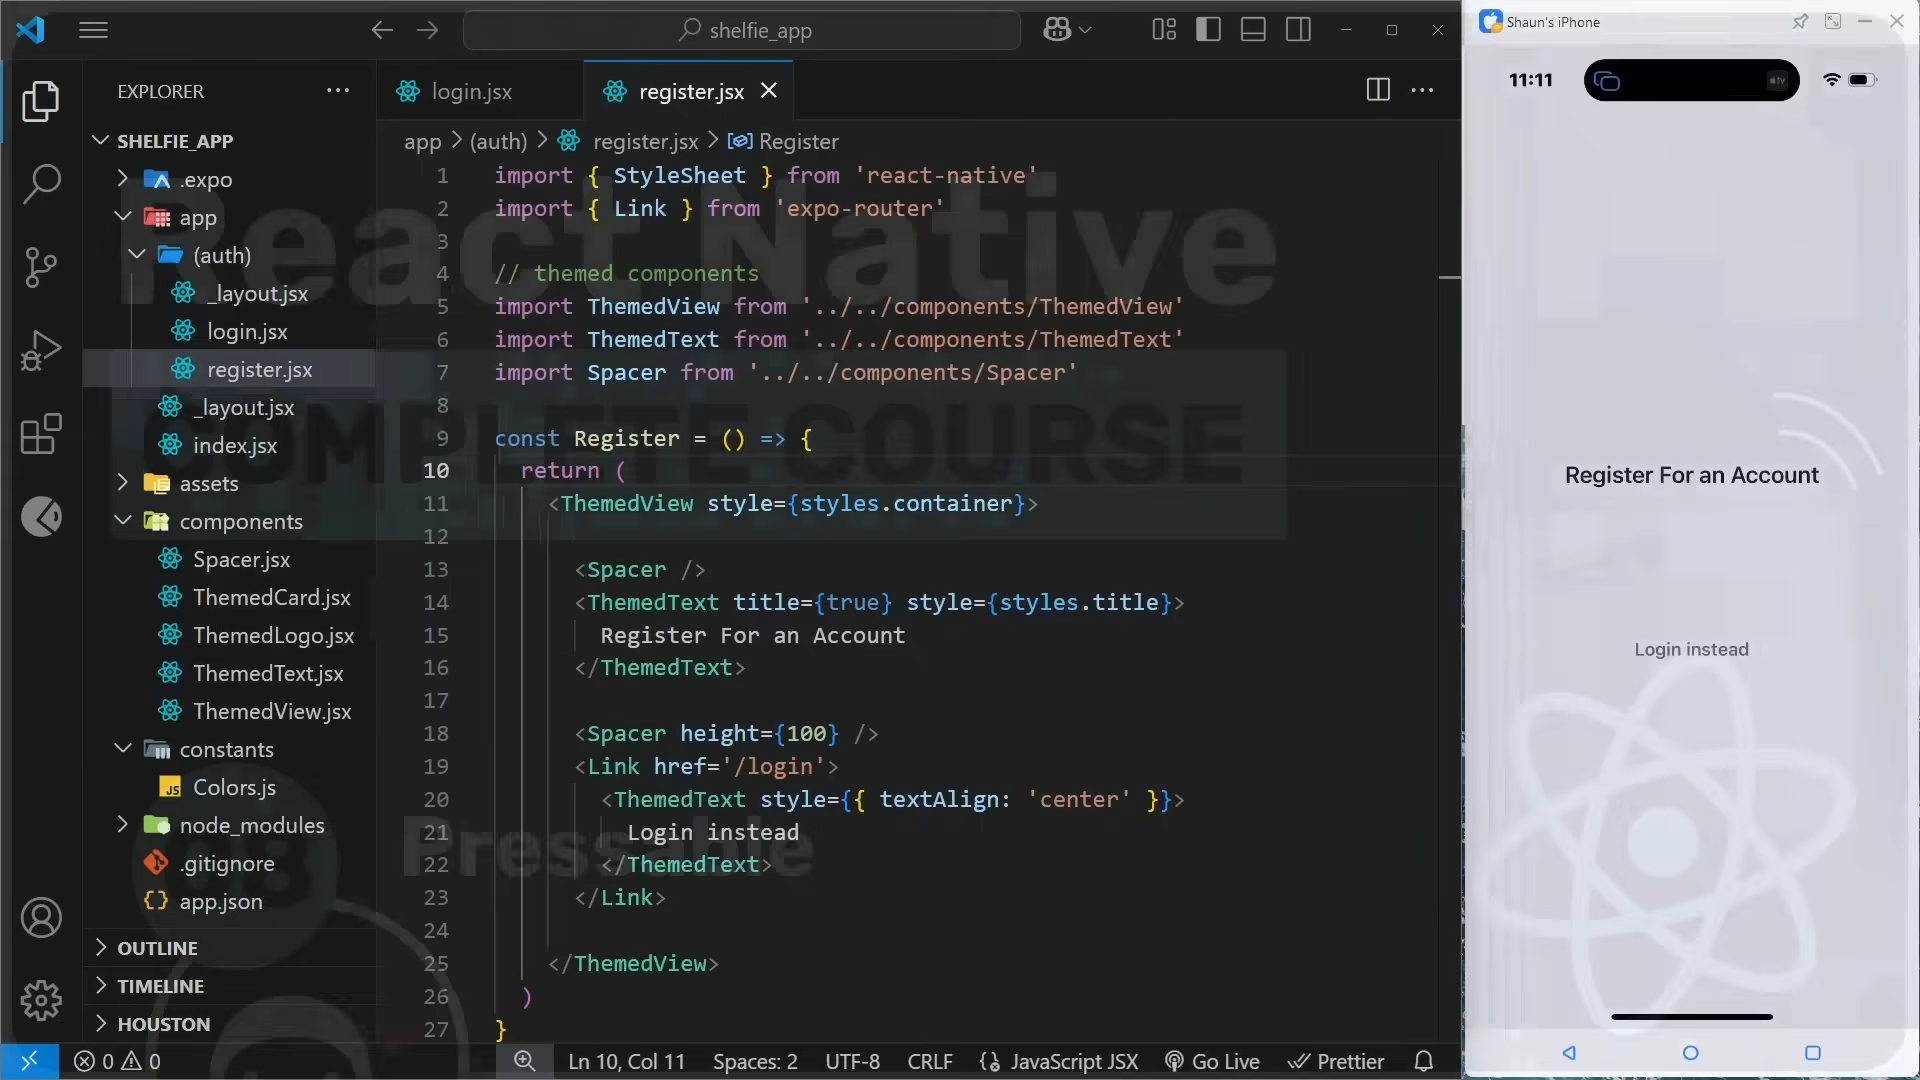 shelfie_app
EXPLORER
SHELFIE_APP
.expo
app
(auth)
_layout.jsx
login.jsx
register.jsx
_layout.jsx
index.jsx
assets
components
Spacer.jsx
ThemedCard.jsx
ThemedLogo.jsx
ThemedText.jsx
ThemedView.jsx
constants
JS Colors.js
node_modules
.gitignore
{} app.json
OUTLINE
TIMELINE
HOUSTON
login.jsx register.jsx
app > (auth) > register.jsx > Register
1 import { StyleSheet } from 'react-native'
2 import { Link } from 'expo-router'
3
4 // themed components
5 import ThemedView from '../../components/ThemedView'
6 import ThemedText from '../../components/ThemedText'
7 import Spacer from '../../components/Spacer'
8
9 const Register = () => {
10 return (
11 <ThemedView style={styles.container}>
12
13 <Spacer />
14 <ThemedText title={true} style={styles.title}>
15 Register For an Account
16 </ThemedText>
17
18 <Spacer height={100} />
19 <Link href='/login'>
20 <ThemedText style={{ textAlign: 'center' }}>
21 Login instead
22 </ThemedText>
23 </Link>
24
25 </ThemedView>
26 )
27 }
React Native
COMPLETE COURSE
08
Pressable
0 0
Ln 10, Col 11 Spaces: 2 UTF-8 CRLF {} JavaScript JSX Go Live Prettier
Shaun's iPhone
11:11
tv
Register For an Account
Login instead